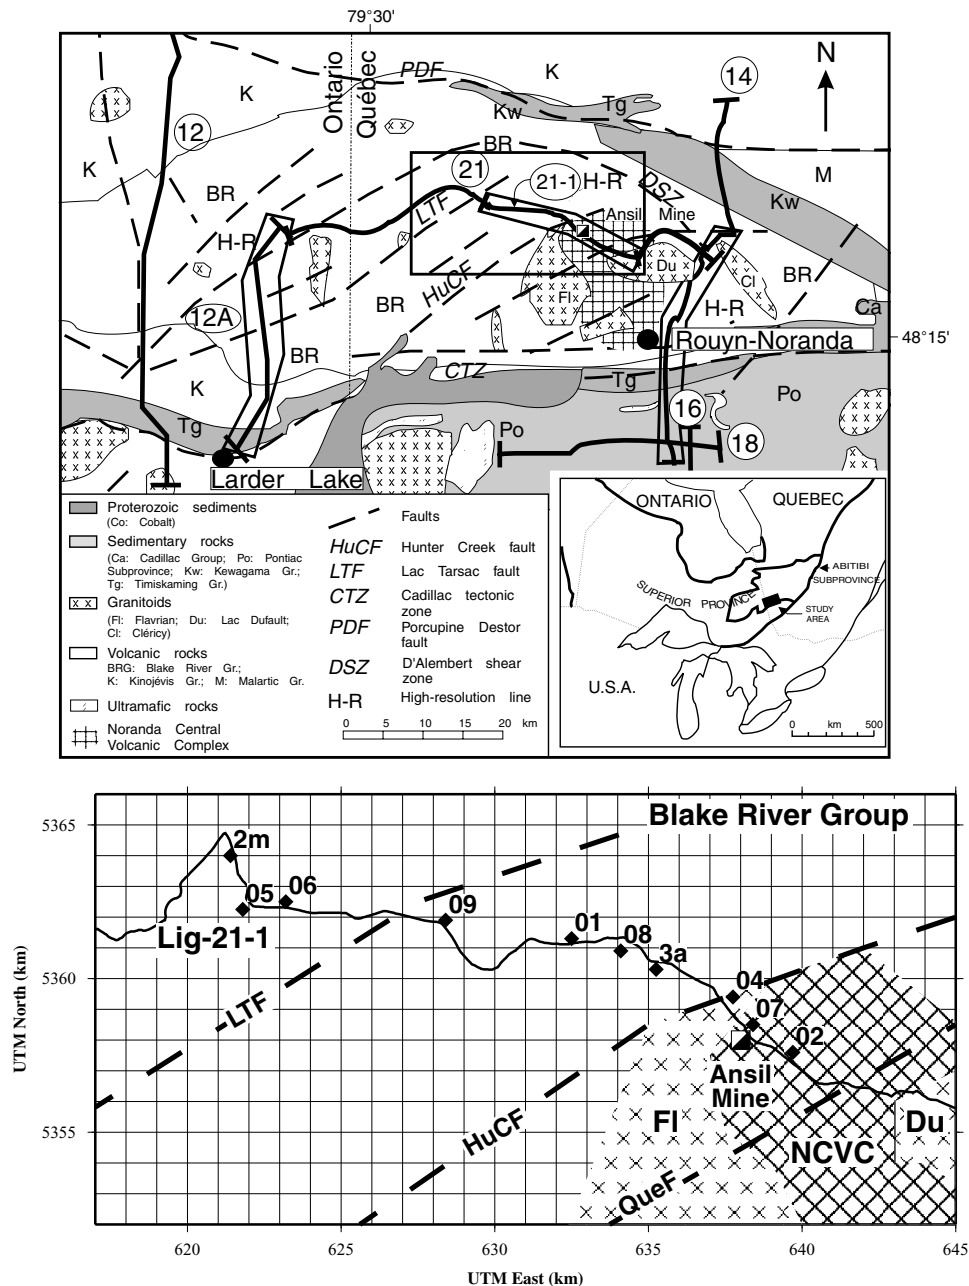 79°30'
N
14
K
PDF
K
Ontario
Québec
Kw
Tg
12
K
BR
M
21
21-1
H-R
DSZ
Kw
BR
LTF
Ansil Mine
H-R
Du
BR
HuCF
Fl
Cl
12A
BR
H-R
Ca
BR
Rouyn-Noranda
48°15'
K
CTZ
Tg
Po
Tg
16
Po
18
Larder Lake
Proterozoic sediments
(Co: Cobalt)
Sedimentary rocks
(Ca: Cadillac Group; Po: Pontiac
Subprovince; Kw: Kewagama Gr.;
Tg: Timiskaming Gr.)
x x Granitoids
(Fl: Flavrian; Du: Lac Dufault;
Cl: Cléricy)
Volcanic rocks
BRG: Blake River Gr.;
K: Kinojévis Gr.; M: Malartic Gr.
Ultramafic rocks
Noranda Central
Volcanic Complex
Faults
HuCF Hunter Creek fault
LTF Lac Tarsac fault
CTZ Cadillac tectonic
zone
PDF Porcupine Destor
fault
DSZ D'Alembert shear
zone
H-R High-resolution line
0 5 10 15 20 km
ONTARIO
QUEBEC
ABITIBI
SUBPROVINCE
SUPERIOR PROVINCE
STUDY
AREA
U.S.A.
0 km 500
5365
Blake River Group
2m
05
06
09
Lig-21-1
01
08
3a
5360
04
LTF
07
02
Ansil
Mine
UTM North (km)
5355
HuCF
Fl
Du
NCVC
QueF
620 625 630 635 640 645
UTM East (km)